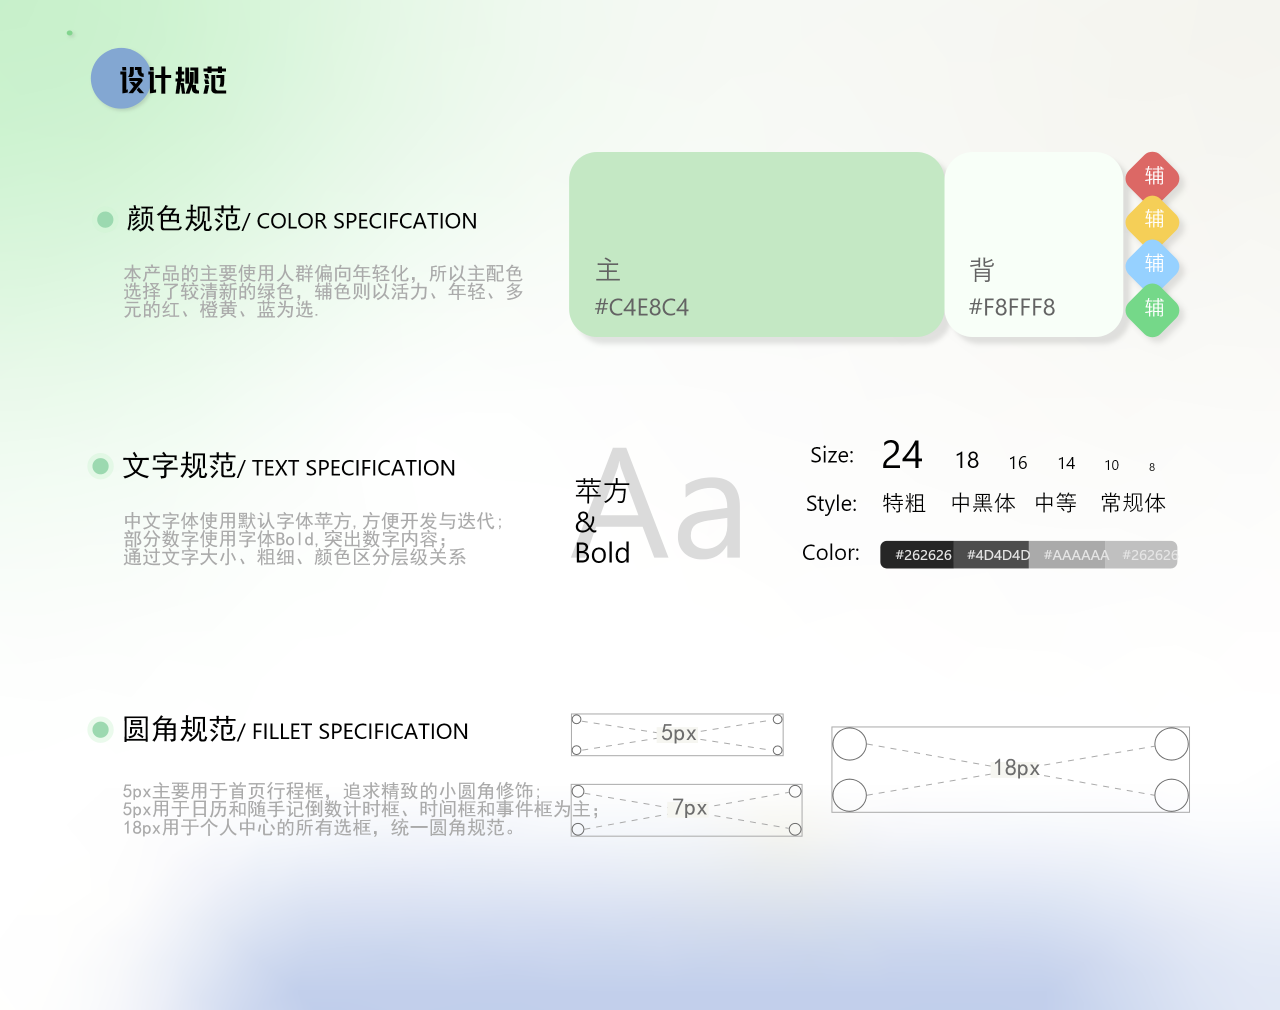 设计规范
颜色规范/ COLOR SPECIFCATION
本产品的主要使用人群偏向年轻化，所以主配色
选择了较清新的绿色，辅色则以活力、年轻、多
元的红、橙黄、蓝为选.
主
#C4E8C4
背
#F8FFF8
辅
辅
辅
辅
文字规范/ TEXT SPECIFICATION
中文字体使用默认字体苹方,方便开发与迭代;
部分数字使用字体Bold,突出数字内容;
通过文字大小、粗细、颜色区分层级关系
Aa
苹方
&
Bold
Size: 24 18 16 14 10 8
Style: 特粗 中黑体 中等 常规体
Color: #262626 #4D4D4D #AAAAAA #262626
圆角规范/ FILLET SPECIFICATION
5px主要用于首页行程框，追求精致的小圆角修饰;
5px用于日历和随手记倒数计时框、时间框和事件框为主;
18px用于个人中心的所有选框，统一圆角规范。
5px
7px
18px